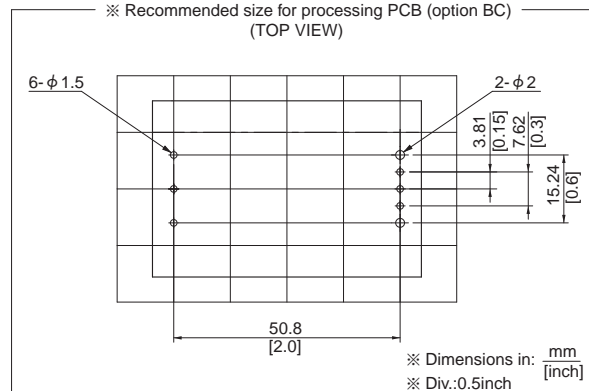 ※ Recommended size for processing PCB (option BC)
(TOP VIEW)
6-ϕ1.5
2-ϕ2
3.81
[0.15]
7.62
[0.3]
15.24
[0.6]
50.8
[2.0]
※ Dimensions in: mm
[inch]
※ Div.:0.5inch